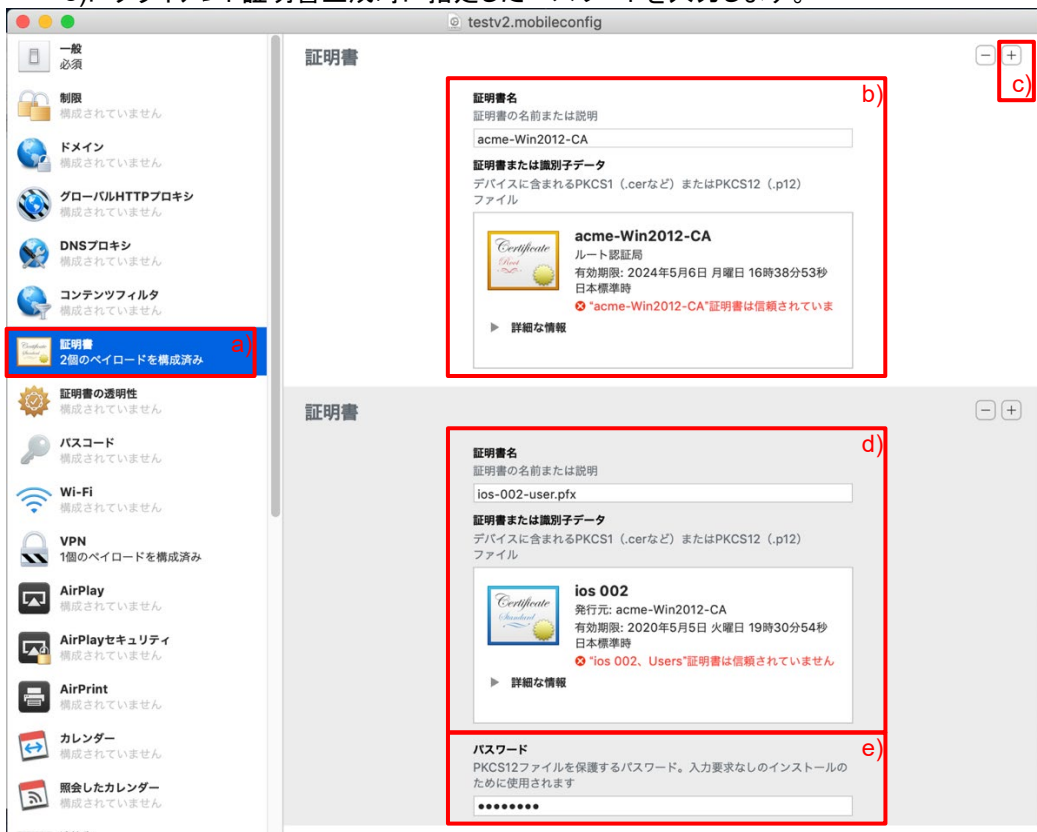 testv2.mobileconfig
一般
必須
制限
構成されていません
ドメイン
構成されていません
グローバルHTTPプロキシ
構成されていません
DNSプロキシ
構成されていません
コンテンツフィルタ
構成されていません
証明書
2個のペイロードを構成済み
a)
証明書の透明性
構成されていません
パスコード
構成されていません
Wi-Fi
構成されていません
VPN
1個のペイロードを構成済み
AirPlay
構成されていません
AirPlayセキュリティ
構成されていません
AirPrint
構成されていません
カレンダー
構成されていません
照会したカレンダー
構成されていません
証明書
c)
b)
証明書名
証明書の名前または説明
acme-Win2012-CA
証明書または識別子データ
デバイスに含まれるPKCS1（.cerなど）またはPKCS12（.p12）
ファイル
Certificate
Root
acme-Win2012-CA
ルート認証局
有効期限: 2024年5月6日 月曜日 16時38分53秒
日本標準時
"acme-Win2012-CA"証明書は信頼されていま
詳細な情報
証明書
d)
証明書名
証明書の名前または説明
ios-002-user.pfx
証明書または識別子データ
デバイスに含まれるPKCS1（.cerなど）またはPKCS12（.p12）
ファイル
Certificate
Standard
ios 002
発行元: acme-Win2012-CA
有効期限: 2020年5月5日 火曜日 19時30分54秒
日本標準時
"ios 002、Users"証明書は信頼されていません
詳細な情報
e)
パスワード
PKCS12ファイルを保護するパスワード。入力要求なしのインストールの
ために使用されます
••••••••